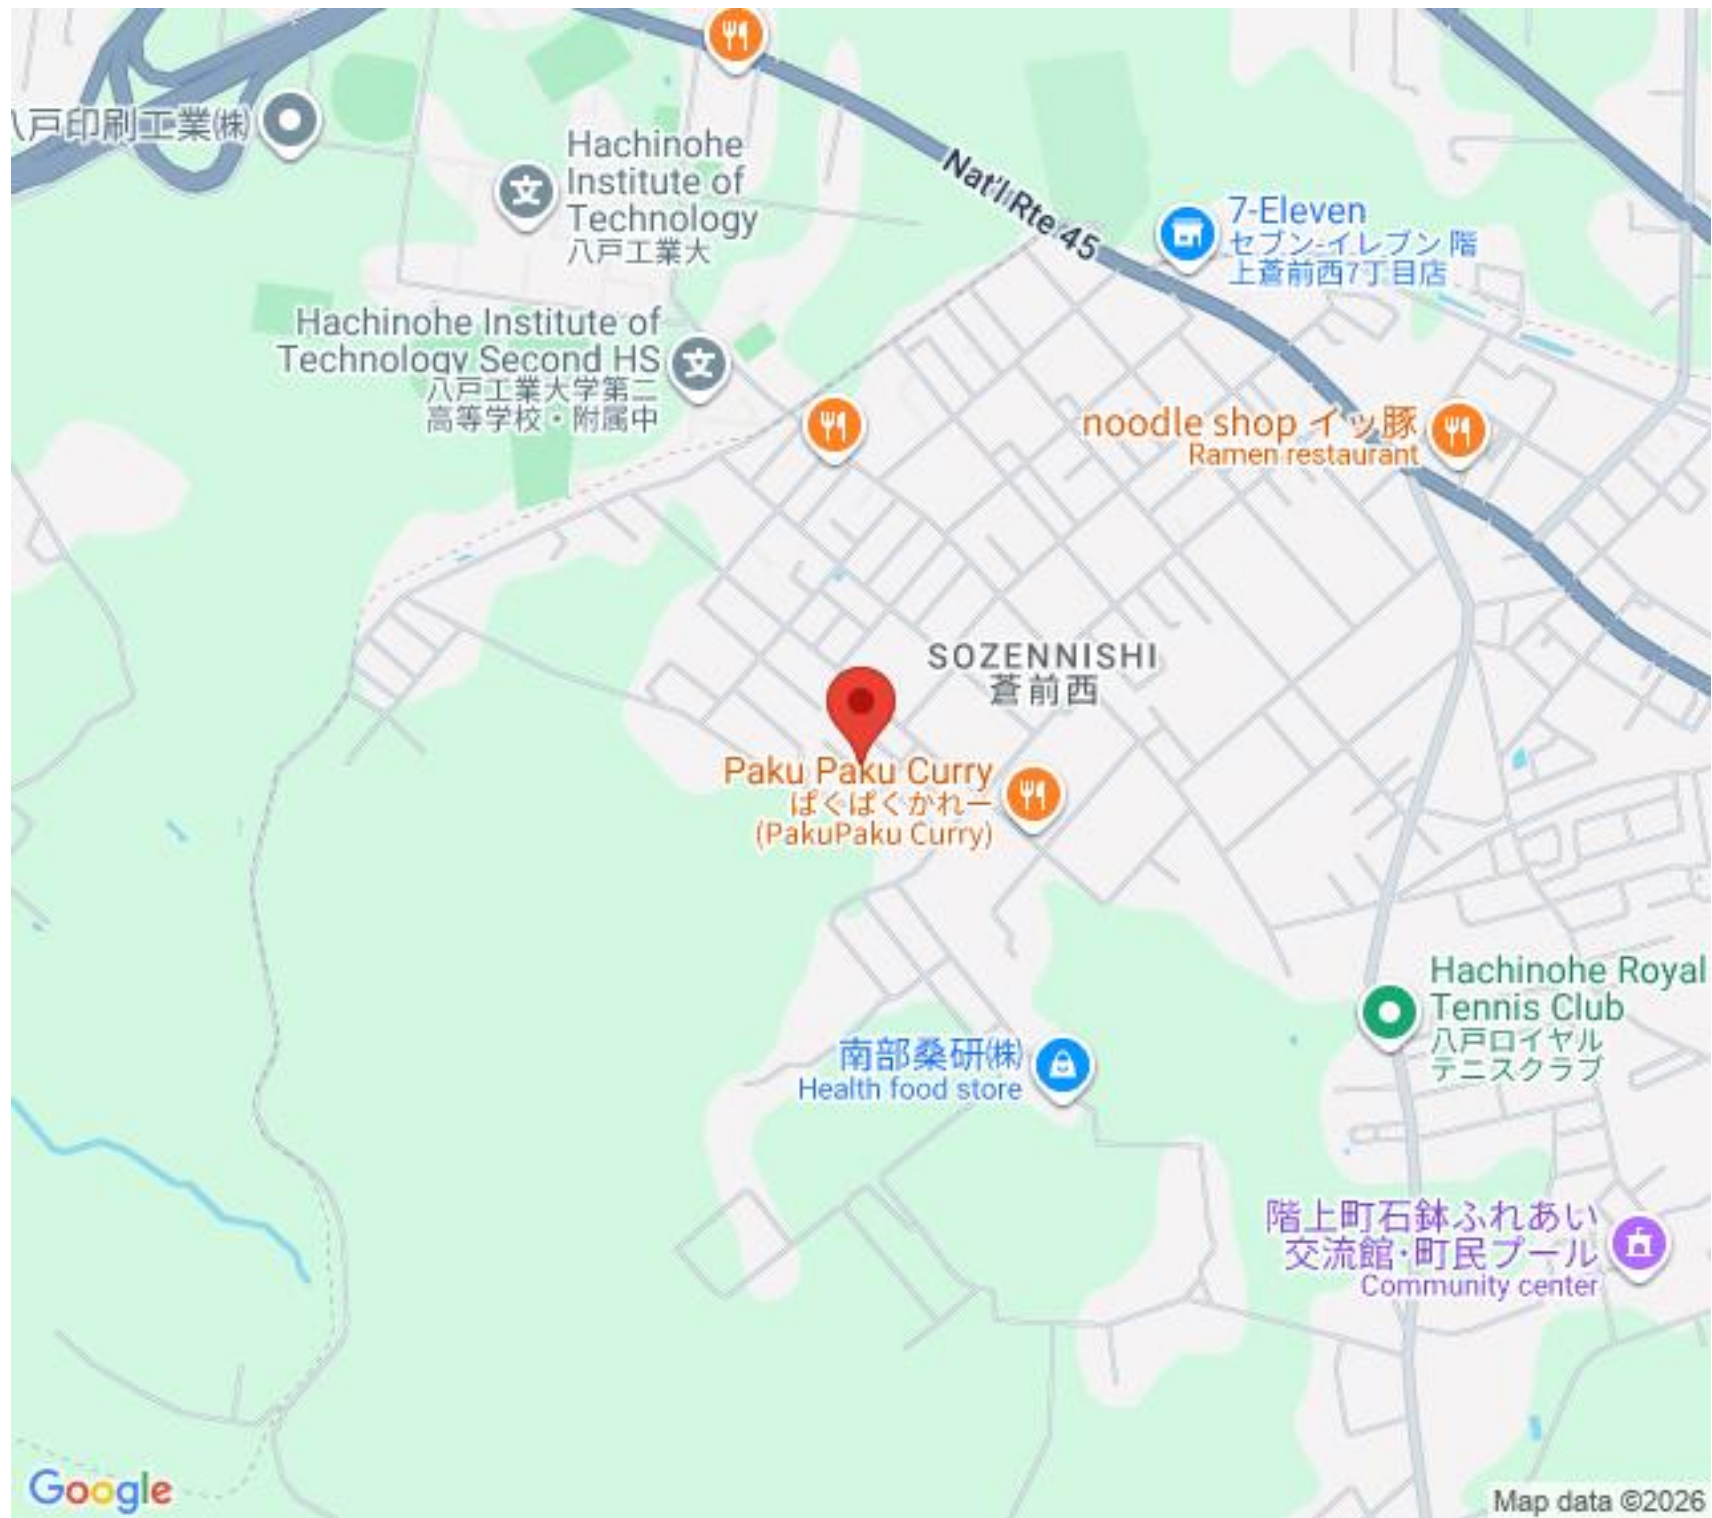 八戸印刷工業㈱
Hachinohe
Institute of
Technology
八戸工業大
Nat'l Rte 45
7-Eleven
セブン-イレブン 階
上蒼前西7丁目店
Hachinohe Institute of
Technology Second HS
八戸工業大学第二
高等学校・附属中
noodle shop イッ豚
Ramen restaurant
SOZENNISHI
蒼前西
Paku Paku Curry
ぱくぱくかれー
(PakuPaku Curry)
Hachinohe Royal
Tennis Club
八戸ロイヤル
テニスクラブ
南部桑研㈱
Health food store
階上町石鉢ふれあい
交流館･町民プール
Community center
Google
Map data ©2026